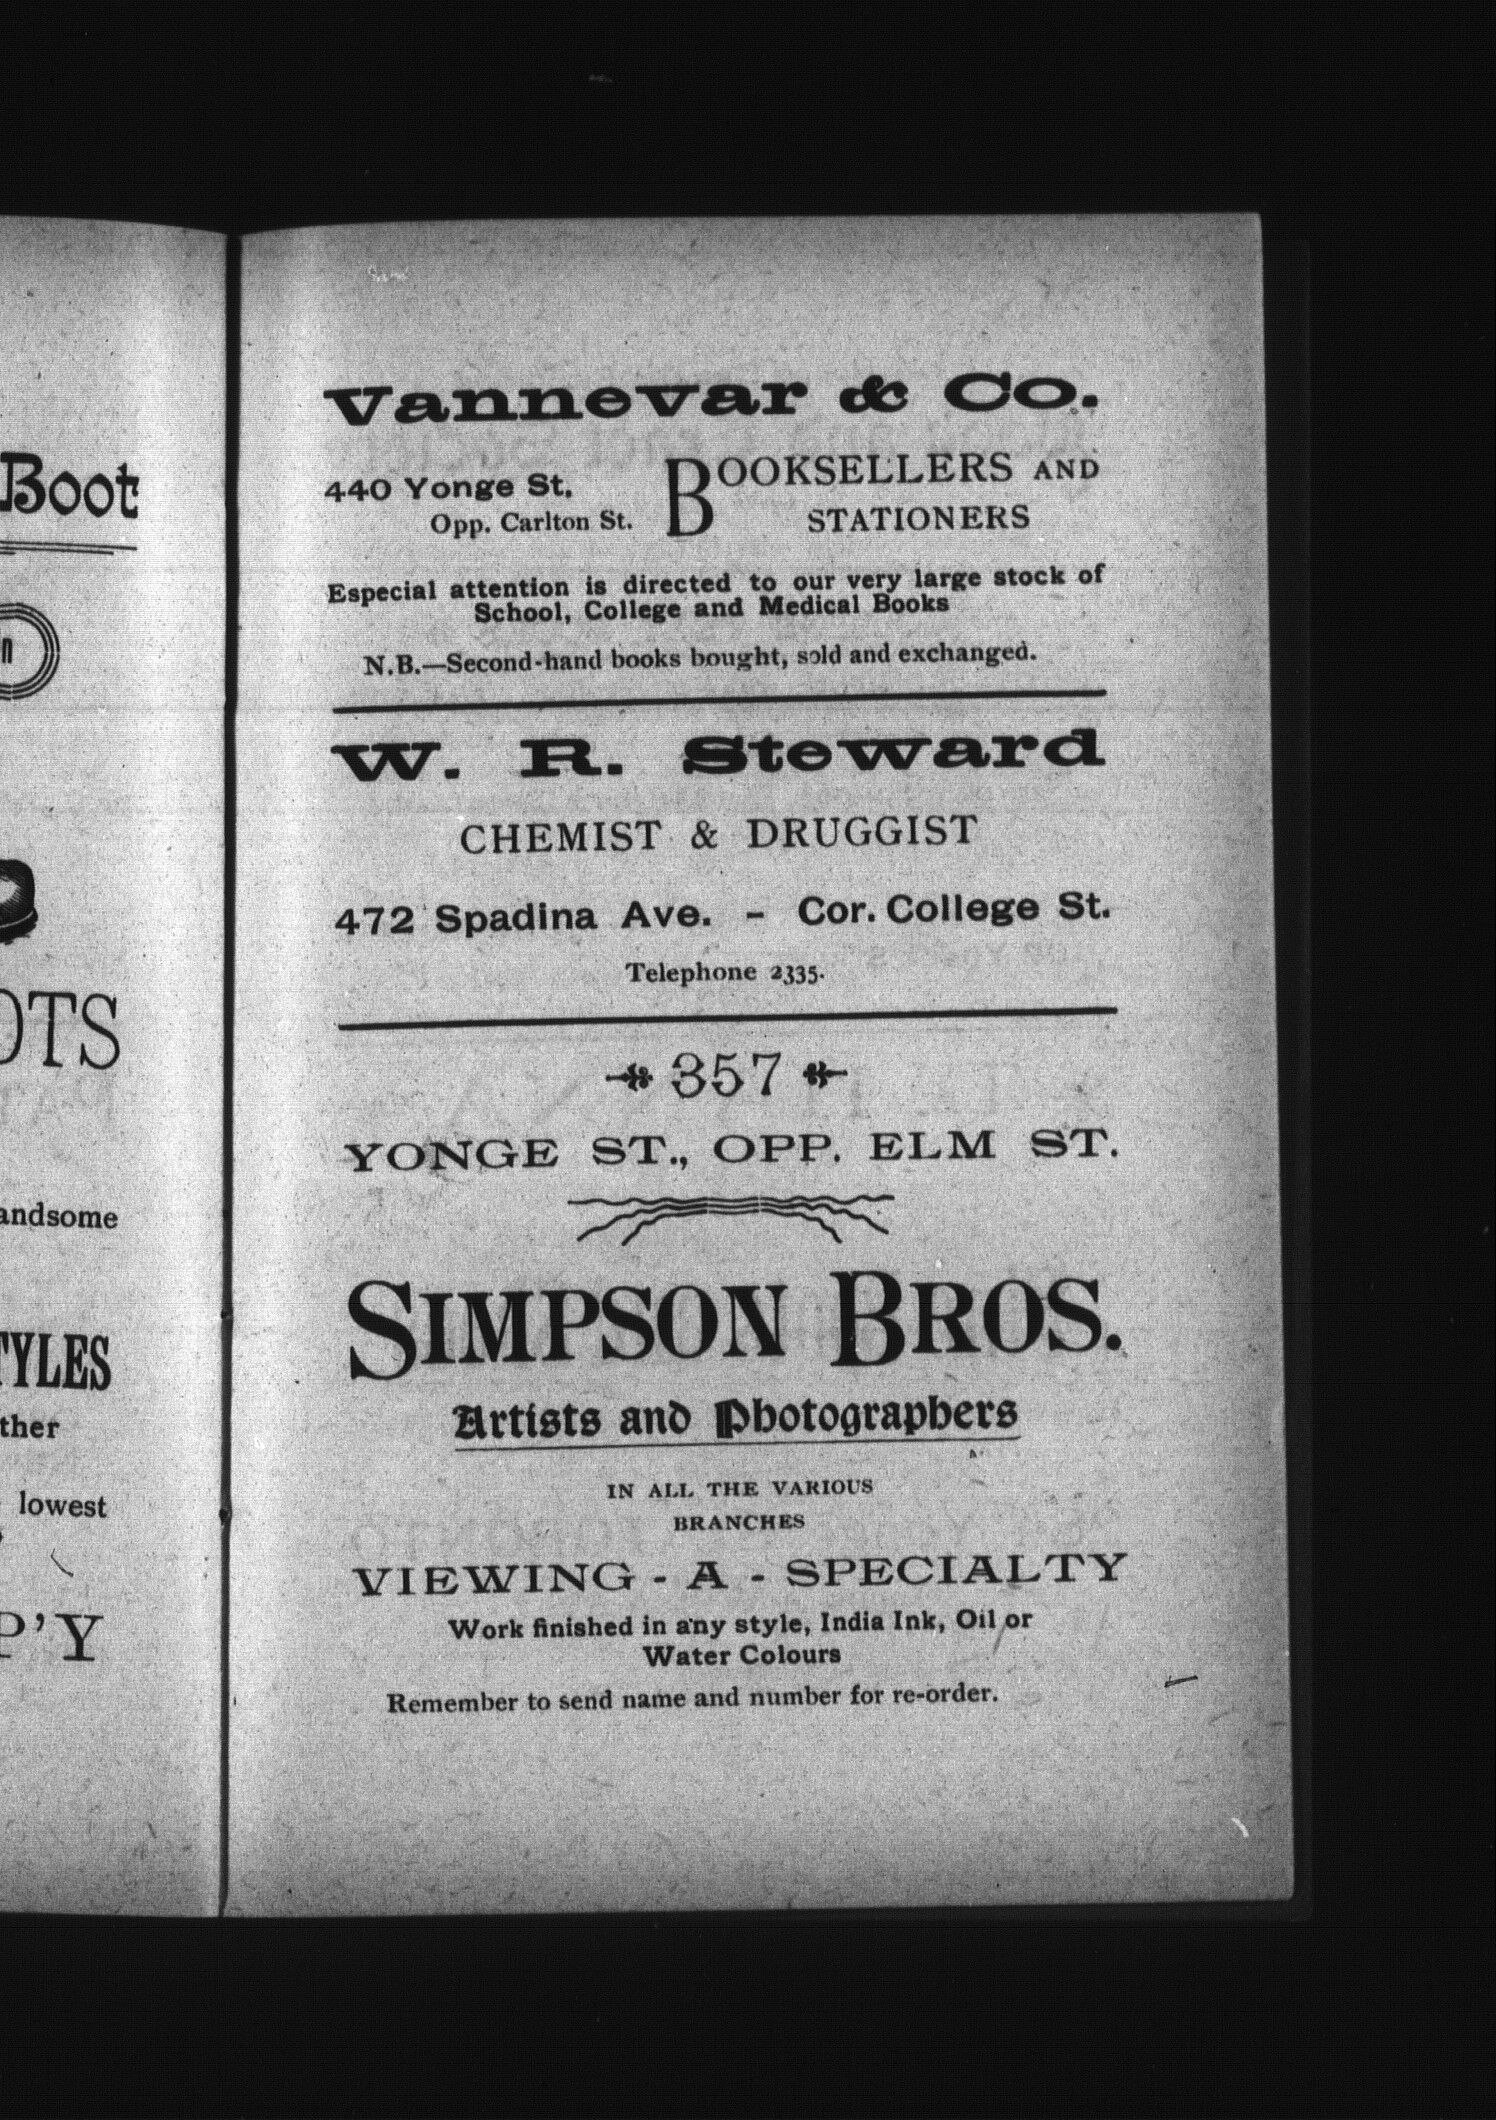 Boot
n
OTS
andsome
TYLES
ther
lowest
P'Y
Vannevar & Co.
440 Yonge St.
Opp. Carlton St.
BOOKSELLERS AND
STATIONERS
Especial attention is directed to our very large stock of
School, College and Medical Books
N.B.—Second-hand books bought, sold and exchanged.
W. R. Steward
CHEMIST & DRUGGIST
472 Spadina Ave. - Cor. College St.
Telephone 2335.
357
YONGE ST., OPP. ELM ST.
SIMPSON BROS.
Artists and Photographers
IN ALL THE VARIOUS
BRANCHES
VIEWING - A - SPECIALTY
Work finished in any style, India Ink, Oil or
Water Colours
Remember to send name and number for re-order.